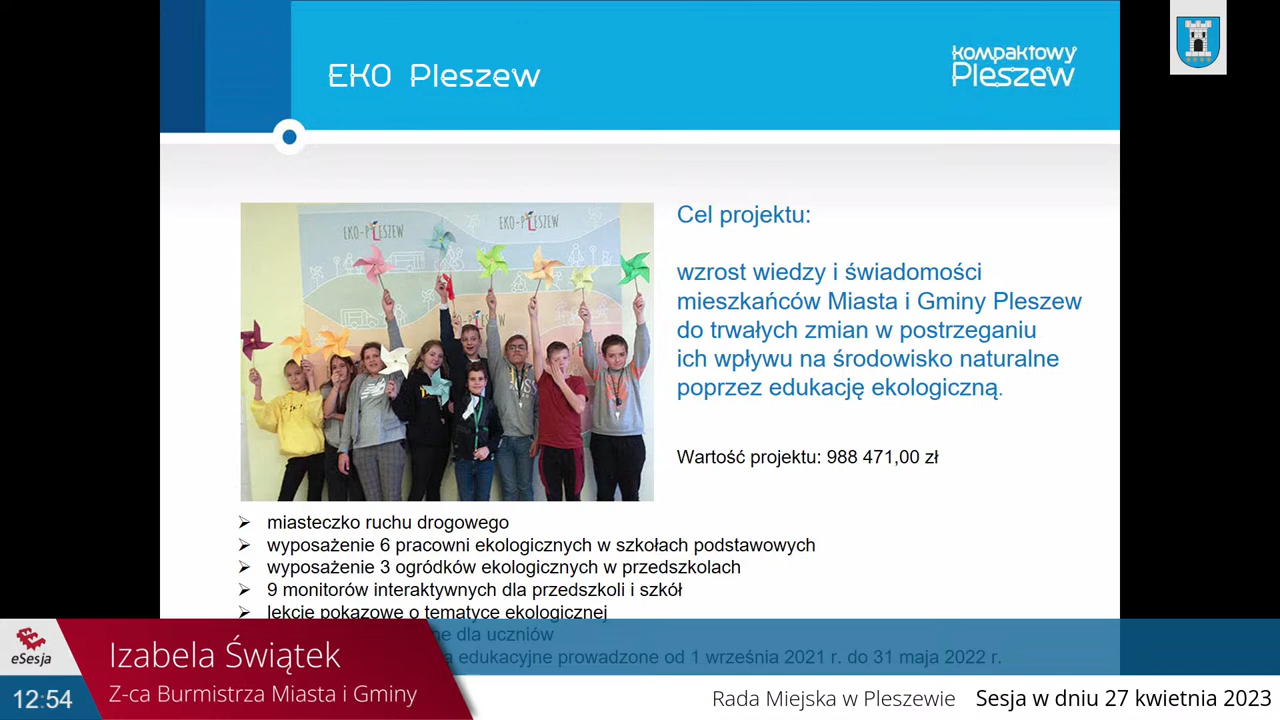 EKO Pleszew
kompaktowy
Pleszew
EKO-PLESZEW
EKO-PLESZEW
Cel projektu:
wzrost wiedzy i świadomości
mieszkańców Miasta i Gminy Pleszew
do trwałych zmian w postrzeganiu
ich wpływu na środowisko naturalne
poprzez edukację ekologiczną.
Wartość projektu: 988 471,00 zł
miasteczko ruchu drogowego
wyposażenie 6 pracowni ekologicznych w szkołach podstawowych
wyposażenie 3 ogródków ekologicznych w przedszkolach
9 monitorów interaktywnych dla przedszkoli i szkół
lekcje pokazowe o tematyce ekologicznej
dla uczniów
edukacyjne prowadzone od 1 września 2021 r. do 31 maja 2022 r.
eSesja
Izabela Świątek
Z-ca Burmistrza Miasta i Gminy
12:54
Rada Miejska w Pleszewie Sesja w dniu 27 kwietnia 2023